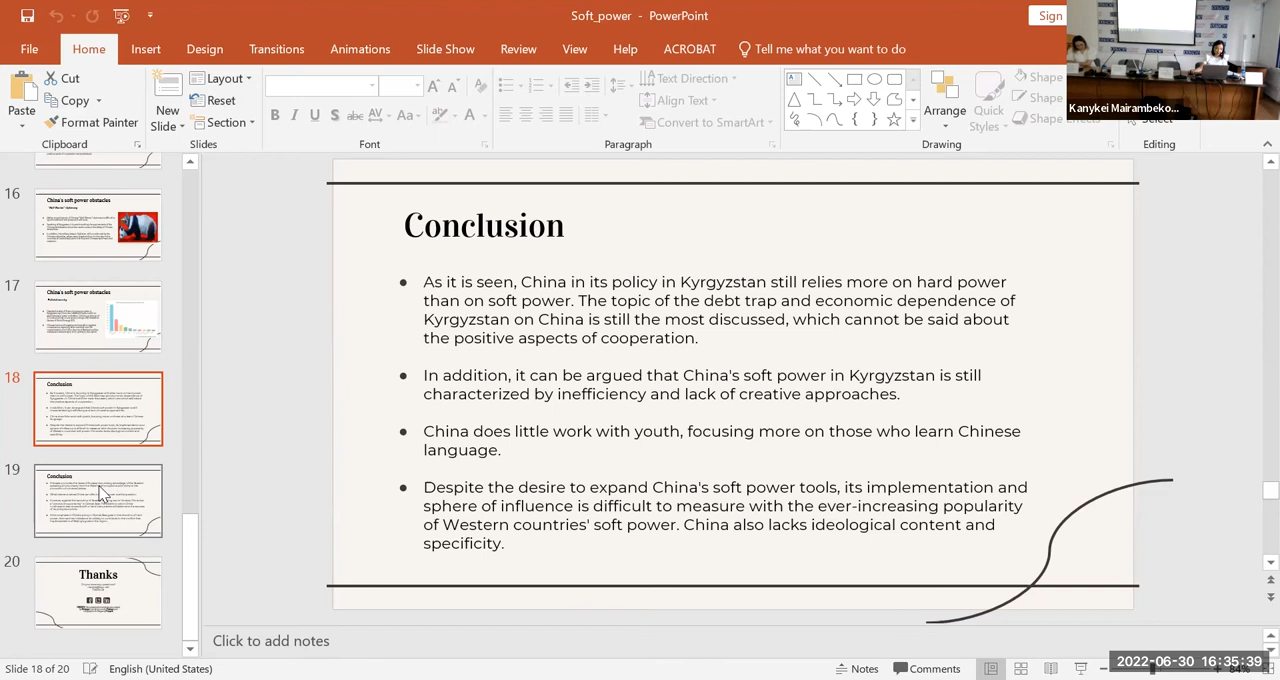 Soft_power - PowerPoint
Sign
File Home Insert Design Transitions Animations Slide Show Review View Help ACROBAT Tell me what you want to do
Paste
Cut
Copy
Format Painter
Clipboard
New
Slide
Layout
Reset
Section
Slides
Font
Text Direction
Align Text
Convert to SmartArt
Paragraph
Arrange
Quick
Styles
Shape
Shape
Shape
Drawing
Select
Editing
Kanykei Mairambeko...
16
China's soft power obstacles
17
China's soft power obstacles
18
Conclusion
19
Conclusion
20
Thanks
Conclusion
• As it is seen, China in its policy in Kyrgyzstan still relies more on hard power
than on soft power. The topic of the debt trap and economic dependence of
Kyrgyzstan on China is still the most discussed, which cannot be said about
the positive aspects of cooperation.
• In addition, it can be argued that China's soft power in Kyrgyzstan is still
characterized by inefficiency and lack of creative approaches.
• China does little work with youth, focusing more on those who learn Chinese
language.
• Despite the desire to expand China's soft power tools, its implementation and
sphere of influence is difficult to measure with the ever-increasing popularity
of Western countries' soft power. China also lacks ideological content and
specificity.
Click to add notes
Slide 18 of 20 English (United States)
Notes Comments
2022-06-30 16:35:39
84%